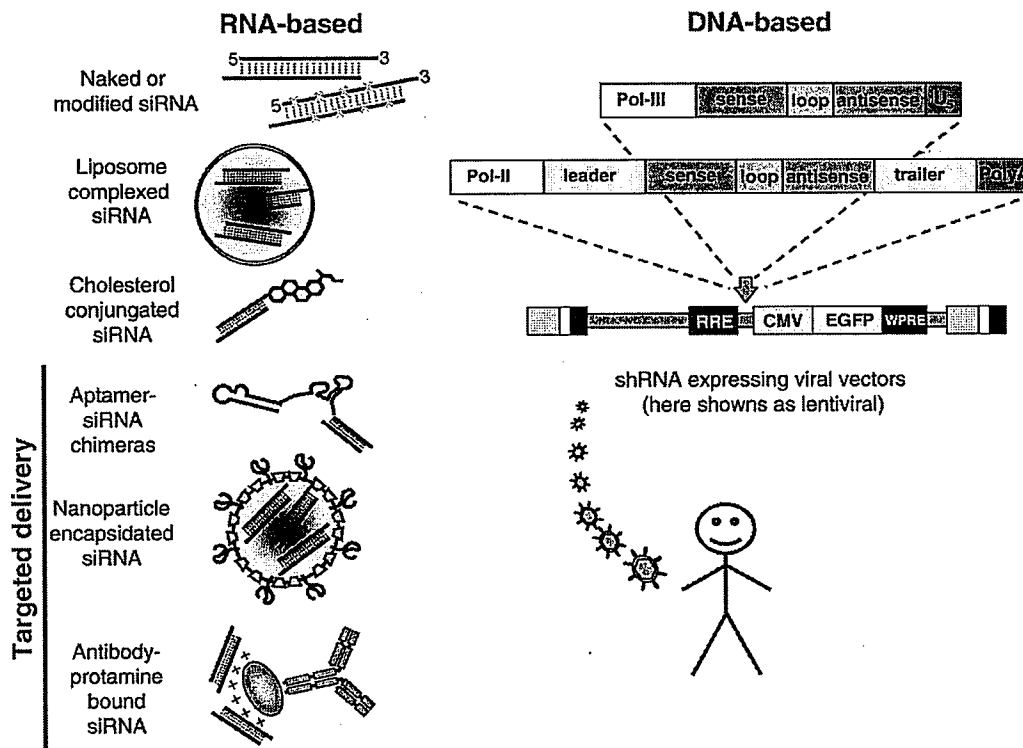 RNA-based
DNA-based
5
3
Naked or
modified siRNA
5
3
Pol-III
sense
loop
antisense
U5
Liposome
complexed
siRNA
Pol-II
leader
sense
loop
antisense
trailer
PolyA
Cholesterol
conjungated
siRNA
RRE
CMV
EGFP
WPRE
shRNA expressing viral vectors
(here showns as lentiviral)
Targeted delivery
Aptamer-
siRNA
chimeras
Nanoparticle
encapsidated
siRNA
Antibody-
protamine
bound
siRNA